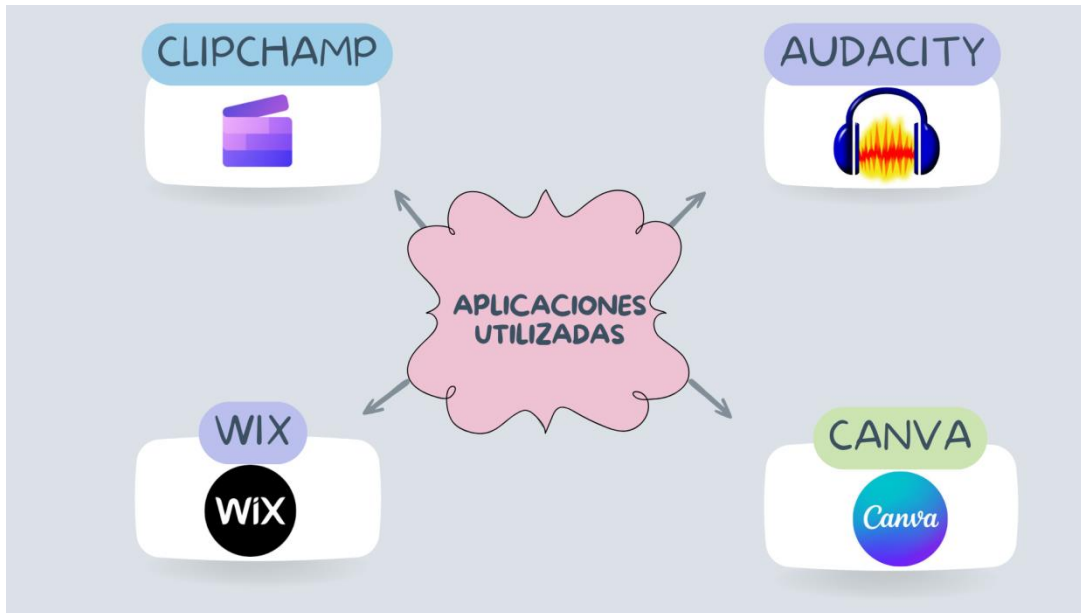 CLIPCHAMP
AUDACITY
APLICACIONES
UTILIZADAS
WIX
WiX
CANVA
Canva